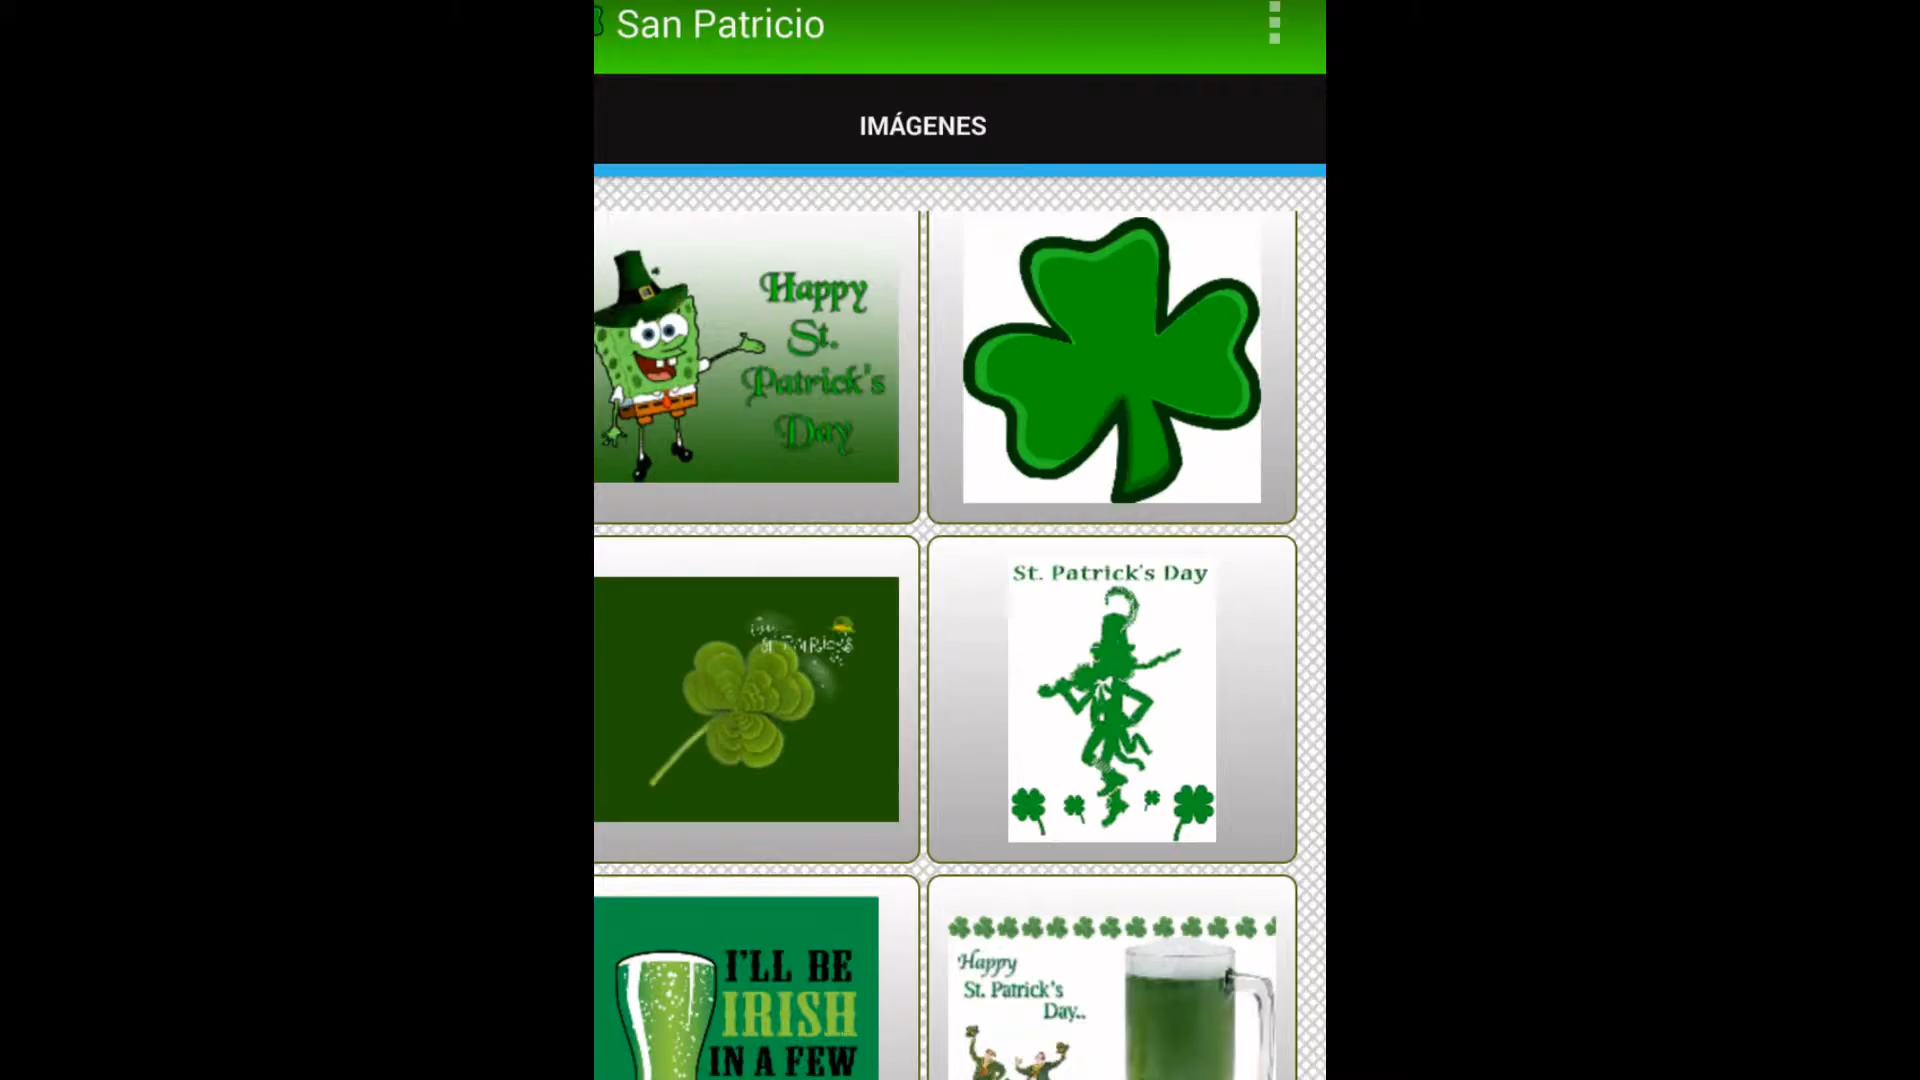 San Patricio
IMÁGENES
Happy
St.
Patrick's
Day
St. Patrick's Day
I'LL BE
IRISH
IN A FEW
Happy
St. Patrick's
Day..